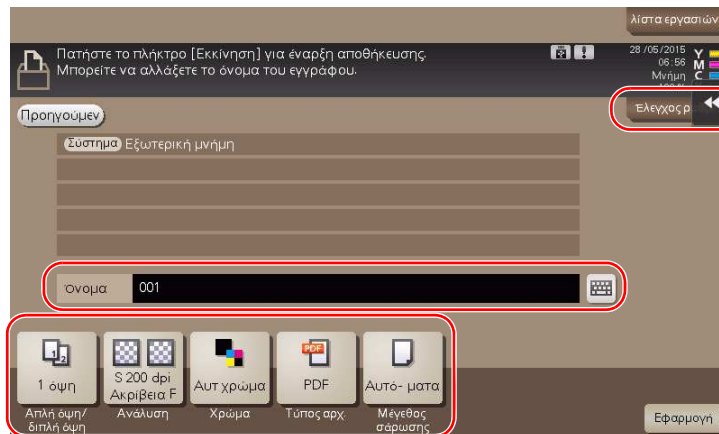 λίστα εργασιών
Πατήστε το πλήκτρο [Εκκίνηση] για έναρξη αποθήκευσης.
Μπορείτε να αλλάξετε το όνομα του εγγράφου.
28 /05/2015
06:56
Μνήμη
Y
M
C
Προηγούμεν
Έλεγχος ρ
Σύστημα Εξωτερική μνήμη
Όνομα 001
1 όψη
S 200 dpi
Ακρίβεια F
Αυτ χρώμα
PDF
PDF
Αυτό- ματα
Απλή όψη/
διπλή όψη
Ανάλυση
Χρώμα
Τύπος αρχ.
Μέγεθος
σάρωσης
Εφαρμογή